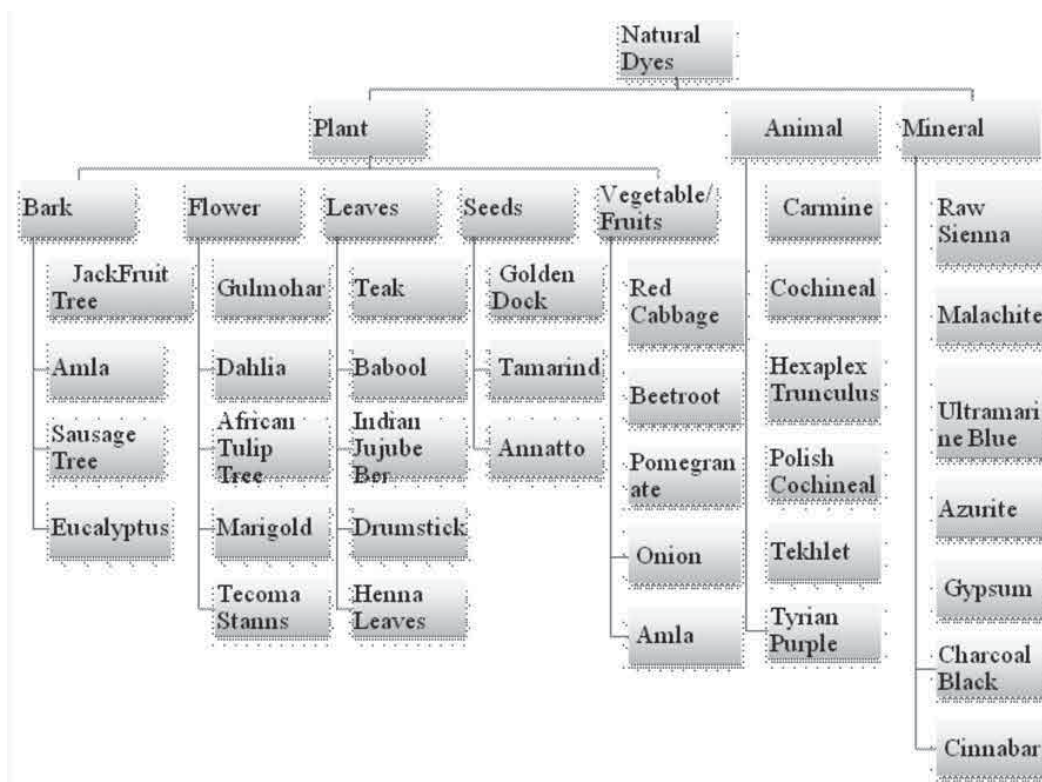 Natural
Dyes
Plant
Animal
Mineral
Bark
Flower
Leaves
Seeds
Vegetable/
Fruits
JackFruit
Tree
Amla
Sausage
Tree
Eucalyptus
Gulmohar
Dahlia
African
Tulip
Tree
Marigold
Tecoma
Stanns
Teak
Babool
Indian
Jujube
Ber
Drumstick
Henna
Leaves
Golden
Dock
Tamarind
Annatto
Red
Cabbage
Beetroot
Pomegran
ate
Onion
Amla
Carmine
Cochineal
Hexaplex
Trunculus
Polish
Cochineal
Tekhlet
Tyrian
Purple
Raw
Sienna
Malachite
Ultramari
ne Blue
Azurite
Gypsum
Charcoal
Black
Cinnabar